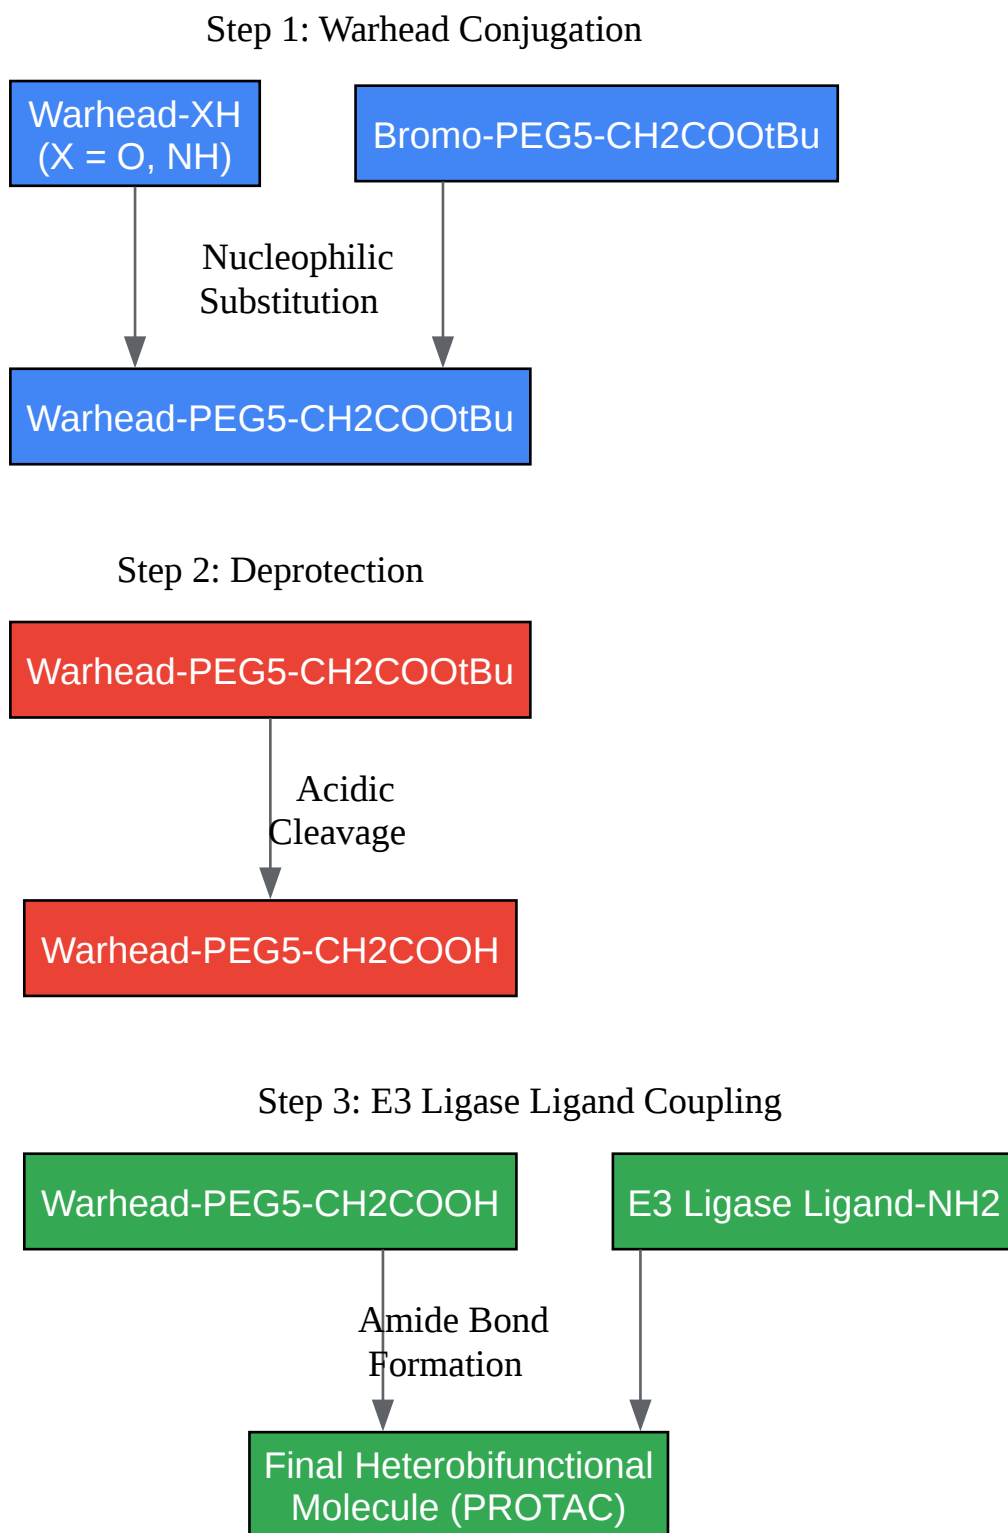 Step 1: Warhead Conjugation
Warhead-XH
(X = O, NH)
Bromo-PEG5-CH2COOtBu
Nucleophilic
Substitution
Warhead-PEG5-CH2COOtBu
Step 2: Deprotection
Warhead-PEG5-CH2COOtBu
Acidic
Cleavage
Warhead-PEG5-CH2COOH
Step 3: E3 Ligase Ligand Coupling
Warhead-PEG5-CH2COOH
E3 Ligase Ligand-NH2
Amide Bond
Formation
Final Heterobifunctional
Molecule (PROTAC)